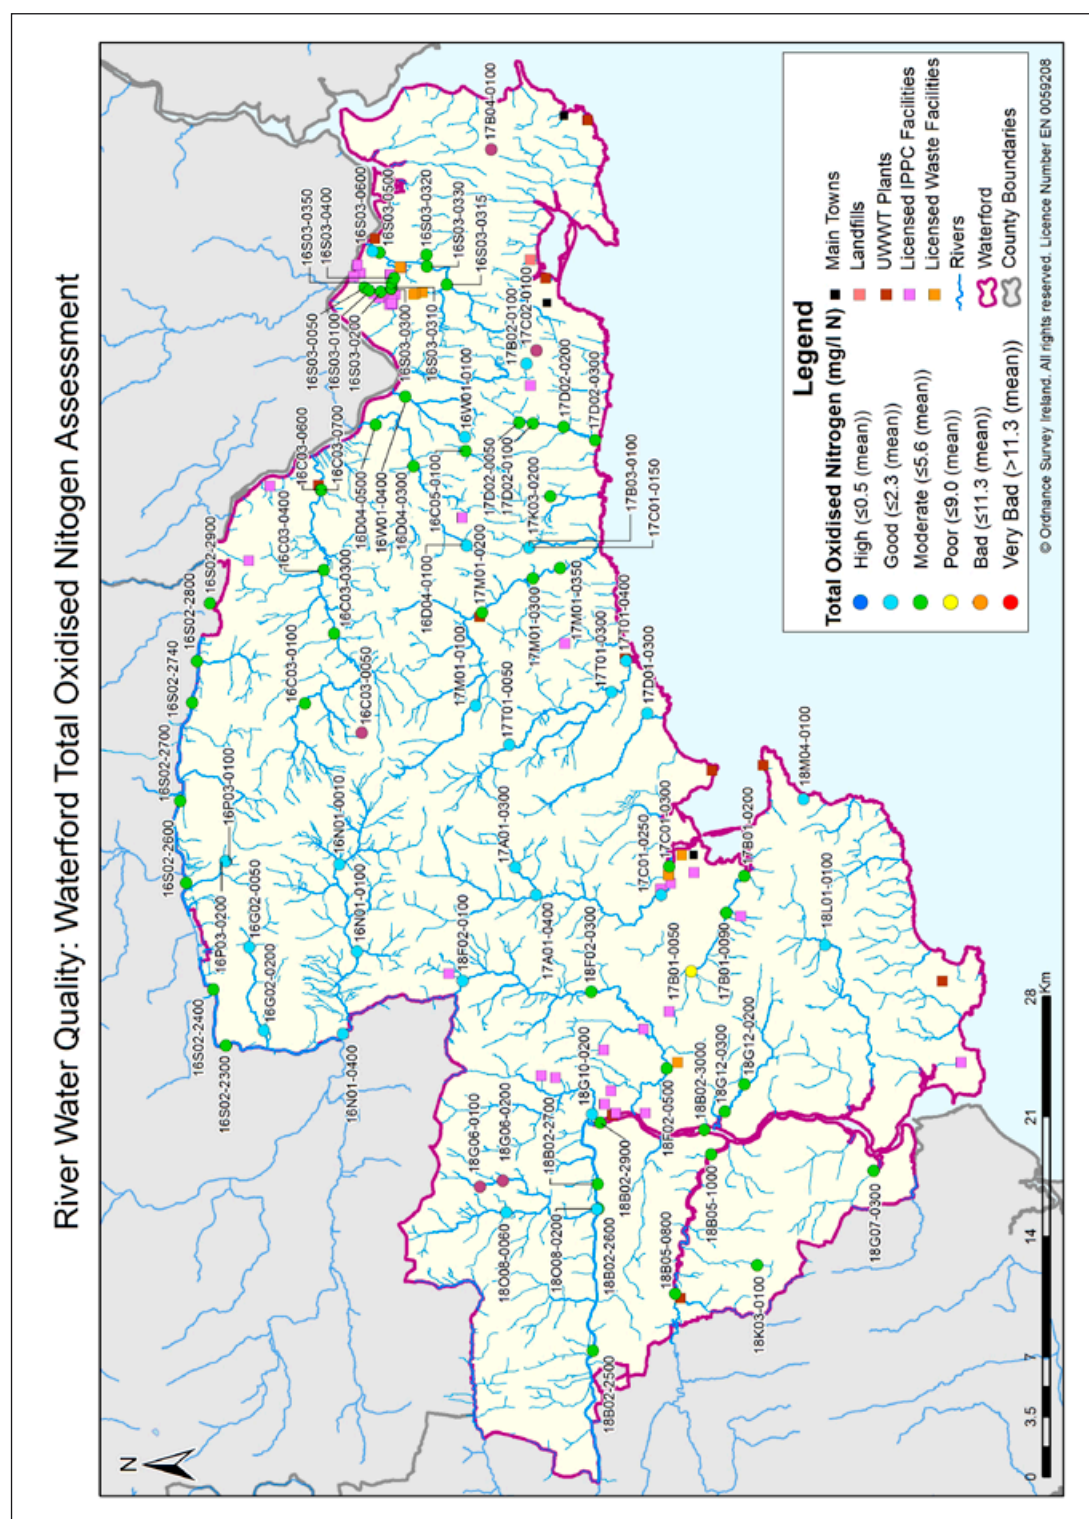 River Water Quality: Waterford Total Oxidised Nitogen Assessment
N
16S02-2300
16S02-2400
16P03-0200
16G02-0200
16G02-0050
16S02-2600
16P03-0100
16S02-2700
16S02-2740
16S02-2800
16S02-2900
16N01-0400
16N01-0100
16N01-0010
16C03-0050
16C03-0100
16C03-0300
16C03-0400
16C03-0600
16C03-0700
16S03-0050
16S03-0100
16S03-0200
16S03-0350
16S03-0400
16S03-0600
16S03-0500
16S03-0320
16S03-0330
16S03-0315
16S03-0300
16S03-0310
16D04-0500
16W01-0400
16D04-0300
16C05-0100
16W01-0100
16D04-0100
17B04-0100
17B02-0100
17C02-0100
17D02-0050
17D02-0100
17D02-0200
17D02-0300
17K03-0200
17B03-0100
17C01-0150
17M01-0100
17M01-0200
17M01-0300
17M01-0350
17T01-0050
17T01-0300
17T01-0400
17D01-0300
18F02-0100
17A01-0300
17A01-0400
18F02-0300
17C01-0250
17C01-0300
17B01-0050
17B01-0090
17B01-0200
18M04-0100
18L01-0100
18G06-0100
18G06-0200
18O08-0060
18O08-0200
18B02-2700
18G10-0200
18B02-2500
18B02-2600
18B02-2900
18F02-0500
18B02-3000
18G12-0300
18G12-0200
18B05-0800
18B05-1000
18K03-0100
18G07-0300
0
3.5
7
14
21
28
Km
Legend
Total Oxidised Nitrogen (mg/l N)
High (≤0.5 (mean))
Good (≤2.3 (mean))
Moderate (≤5.6 (mean))
Poor (≤9.0 (mean))
Bad (≤11.3 (mean))
Very Bad (>11.3 (mean))
Main Towns
Landfills
UWWT Plants
Licensed IPPC Facilities
Licensed Waste Facilities
Rivers
Waterford
County Boundaries
© Ordnance Survey Ireland. All rights reserved. Licence Number EN 0059208